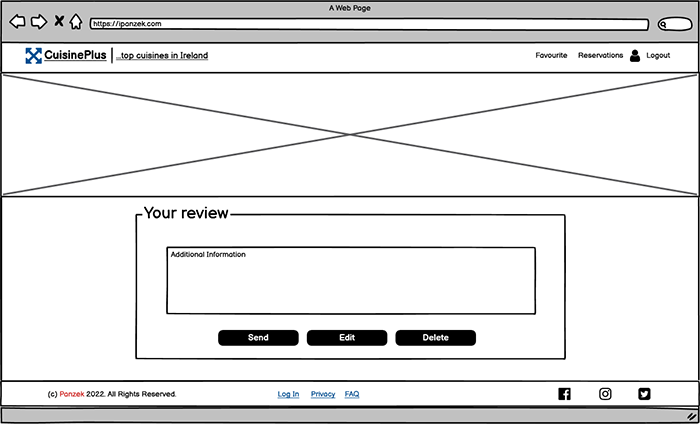 A Web Page
https://ipanzek.com
CuisinePlus ...top cuisines in Ireland Favourite Reservations Logout
Your review
Additional Information
Send Edit Delete
(c) Panzek 2022. All Rights Reserved. Log In Privacy FAQ